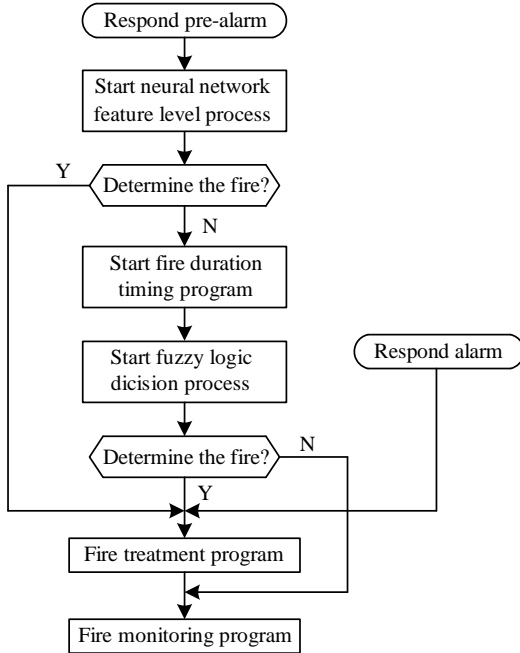 Respond pre-alarm
Start neural network
feature level process
Y
Determine the fire?
N
Start fire duration
timing program
Respond alarm
Start fuzzy logic
dicision process
N
Determine the fire?
Y
Fire treatment program
Fire monitoring program